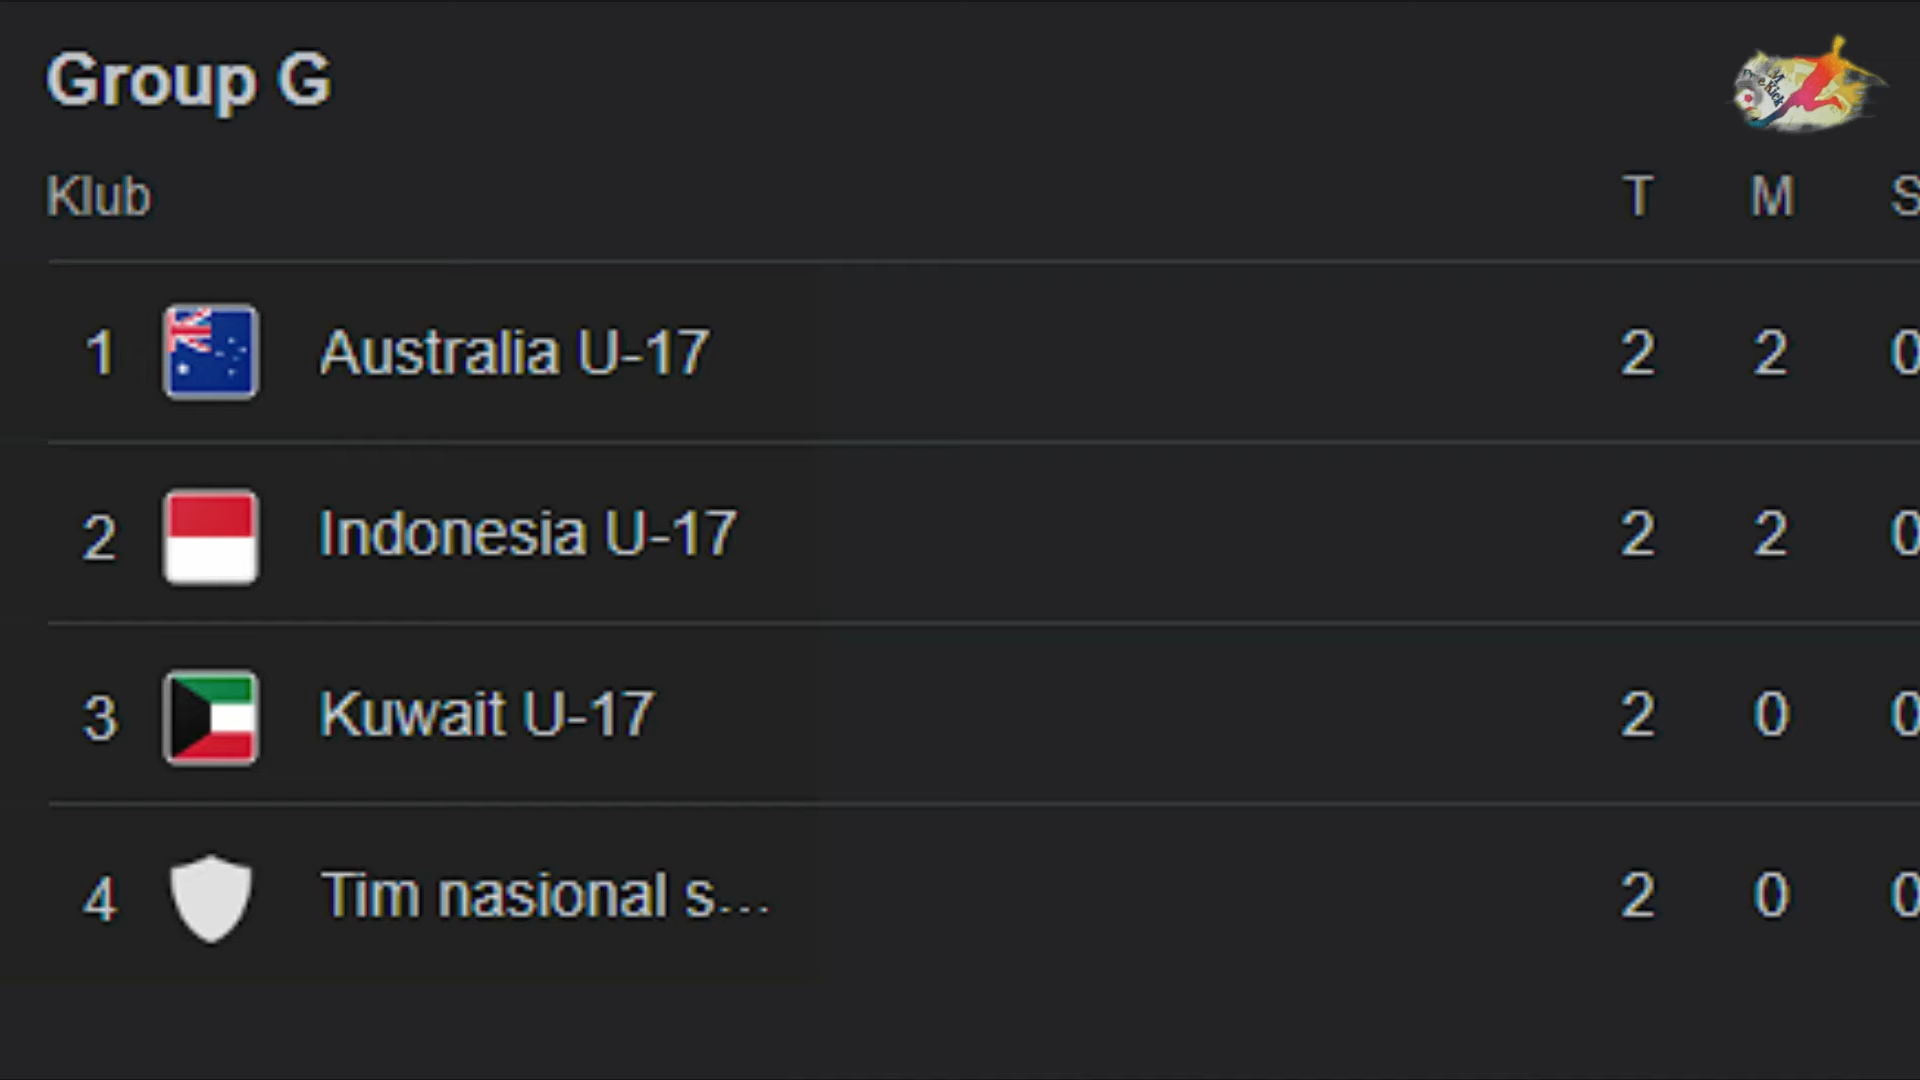 Group G
Klub T M S
1 Australia U-17 2 2 0
2 Indonesia U-17 2 2 0
3 Kuwait U-17 2 0 0
4 Tim nasional s... 2 0 0